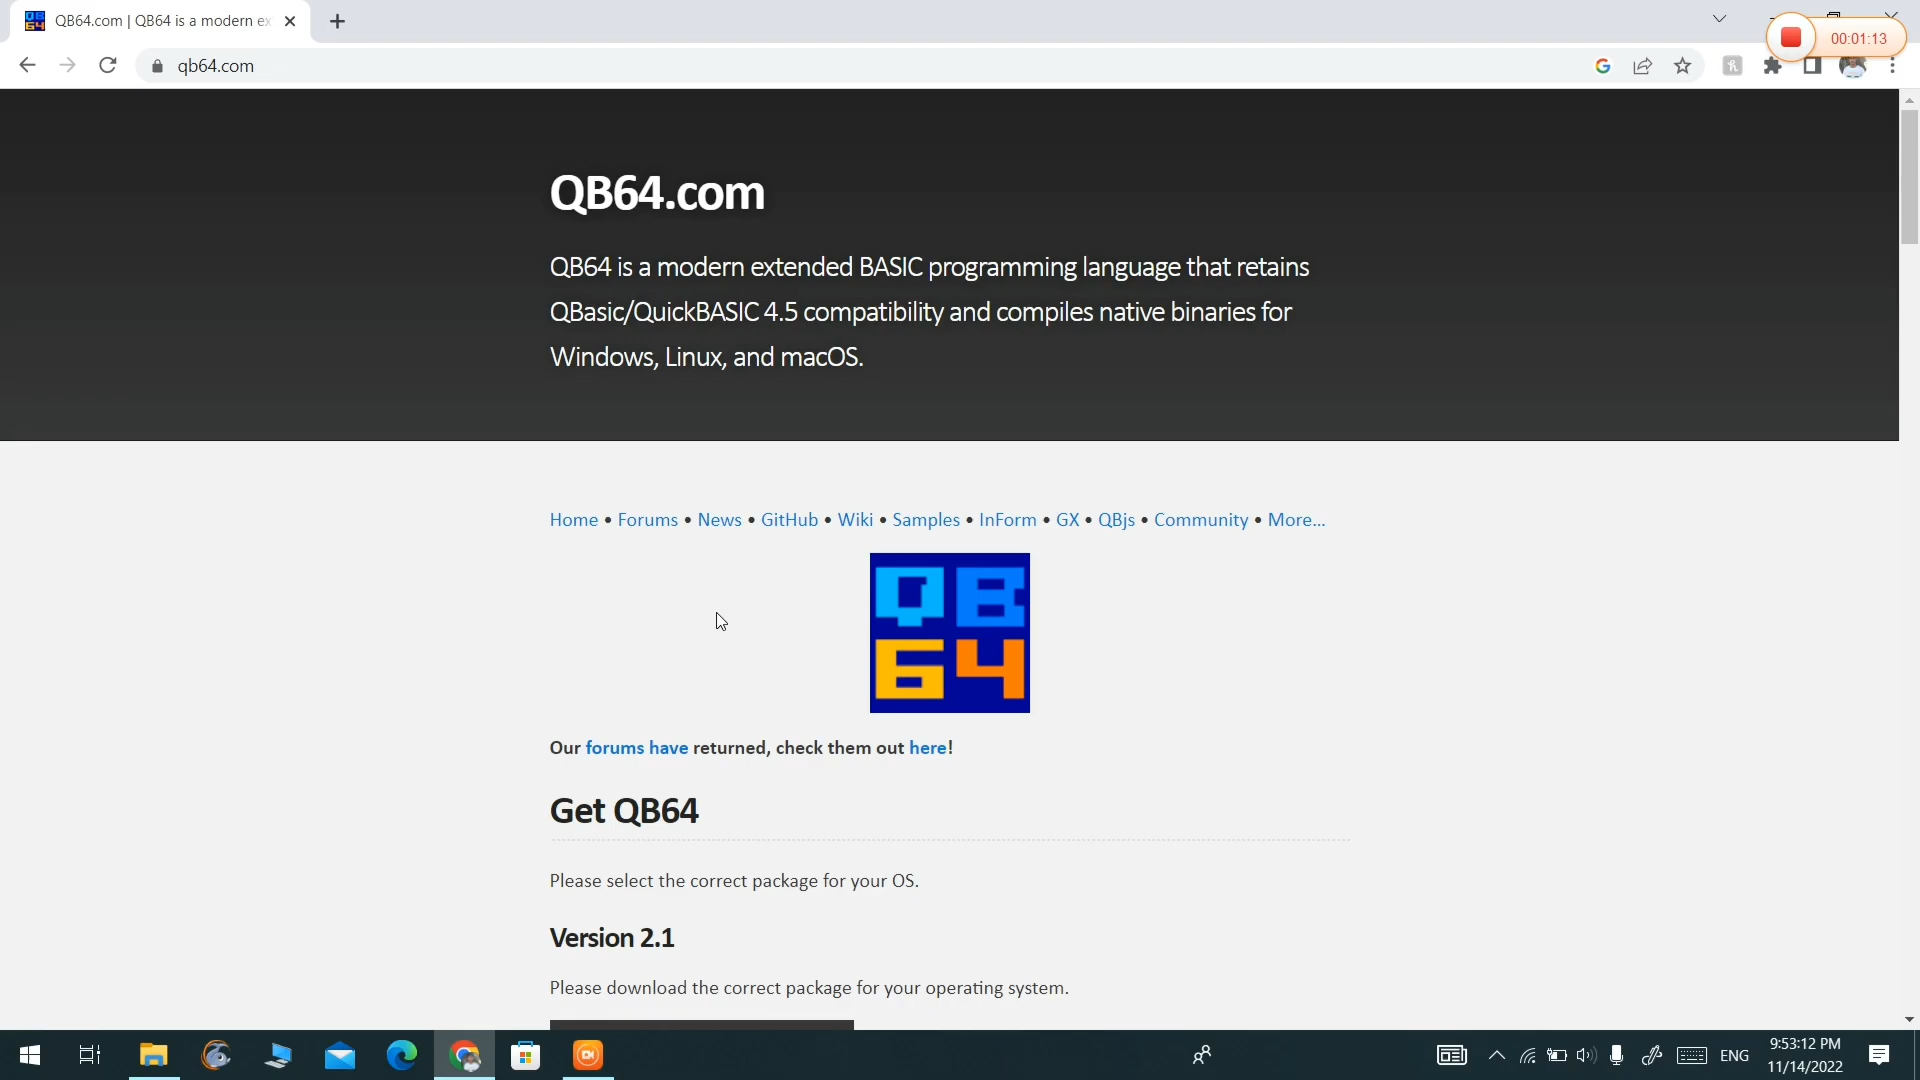 QB64.com | QB64 is a modern ex
00:01:13
qb64.com
QB64.com
QB64 is a modern extended BASIC programming language that retains
QBasic/QuickBASIC 4.5 compatibility and compiles native binaries for
Windows, Linux, and macOS.
Home • Forums • News • GitHub • Wiki • Samples • InForm • GX • QBjs • Community • More...
QB
64
Our forums have returned, check them out here!
Get QB64
Please select the correct package for your OS.
Version 2.1
Please download the correct package for your operating system.
ENG
9:53:12 PM
11/14/2022